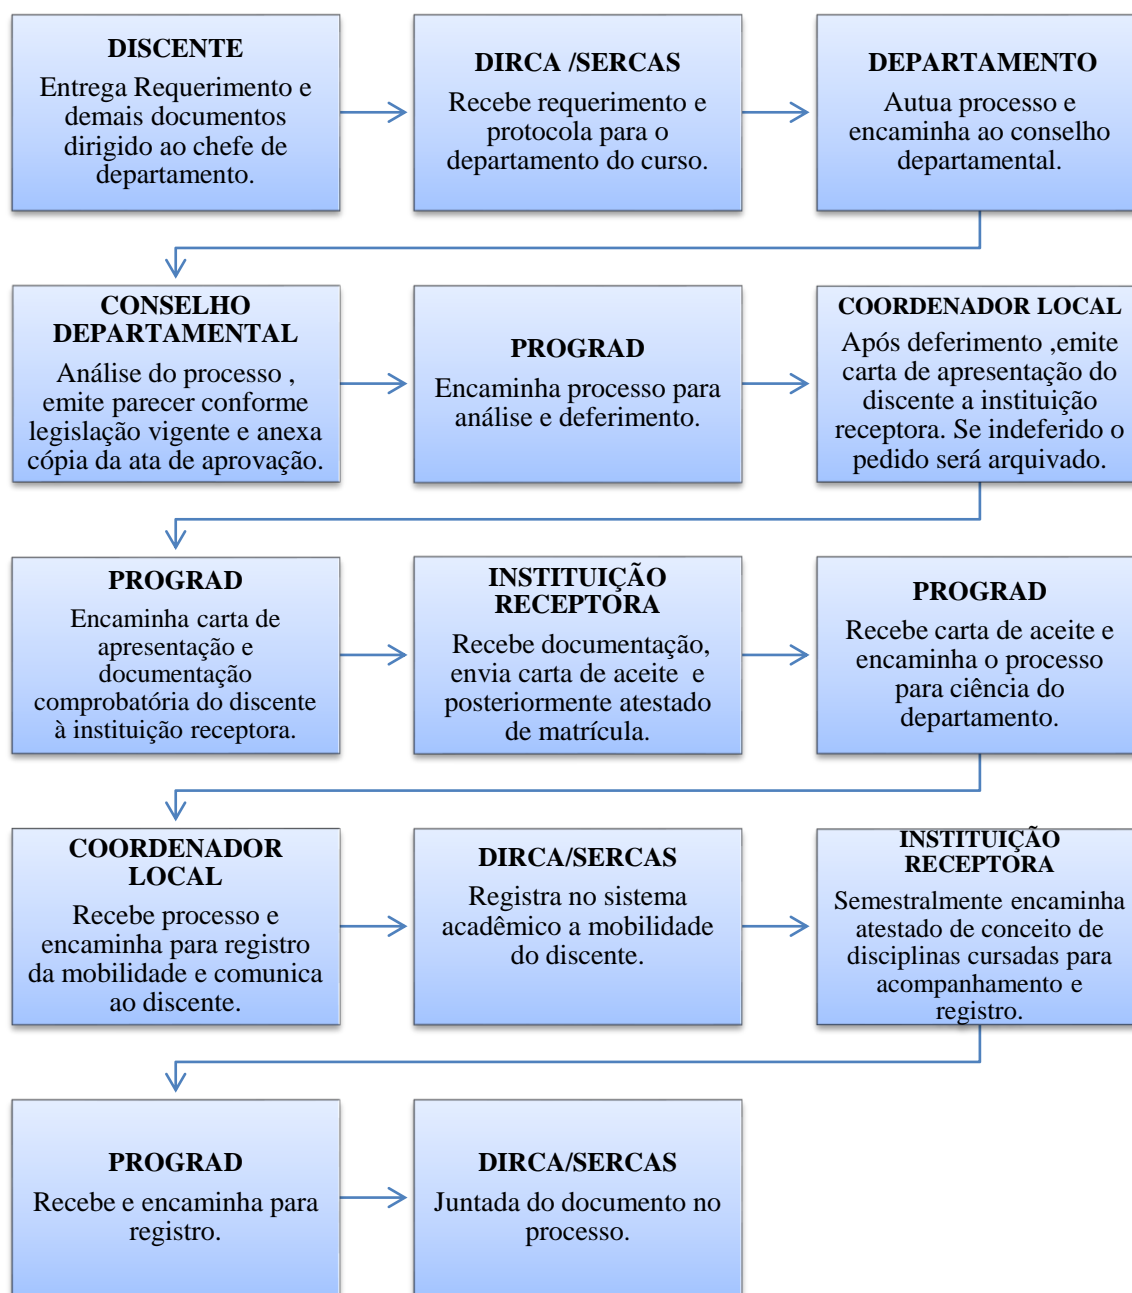 DISCENTE
Entrega Requerimento e
demais documentos
dirigido ao chefe de
departamento.
DIRCA /SERCAS
Recebe requerimento e
protocola para o
departamento do curso.
DEPARTAMENTO
Autua processo e
encaminha ao conselho
departamental.
CONSELHO
DEPARTAMENTAL
Análise do processo ,
emite parecer conforme
legislação vigente e anexa
cópia da ata de aprovação.
PROGRAD
Encaminha processo para
análise e deferimento.
COORDENADOR LOCAL
Após deferimento ,emite
carta de apresentação do
discente a instituição
receptora. Se indeferido o
pedido será arquivado.
PROGRAD
Encaminha carta de
apresentação e
documentação
comprobatória do discente
à instituição receptora.
INSTITUIÇÃO
RECEPTORA
Recebe documentação,
envia carta de aceite e
posteriormente atestado
de matrícula.
PROGRAD
Recebe carta de aceite e
encaminha o processo
para ciência do
departamento.
COORDENADOR
LOCAL
Recebe processo e
encaminha para registro
da mobilidade e comunica
ao discente.
DIRCA/SERCAS
Registra no sistema
acadêmico a mobilidade
do discente.
INSTITUIÇÃO
RECEPTORA
Semestralmente encaminha
atestado de conceito de
disciplinas cursadas para
acompanhamento e
registro.
PROGRAD
Recebe e encaminha para
registro.
DIRCA/SERCAS
Juntada do documento no
processo.